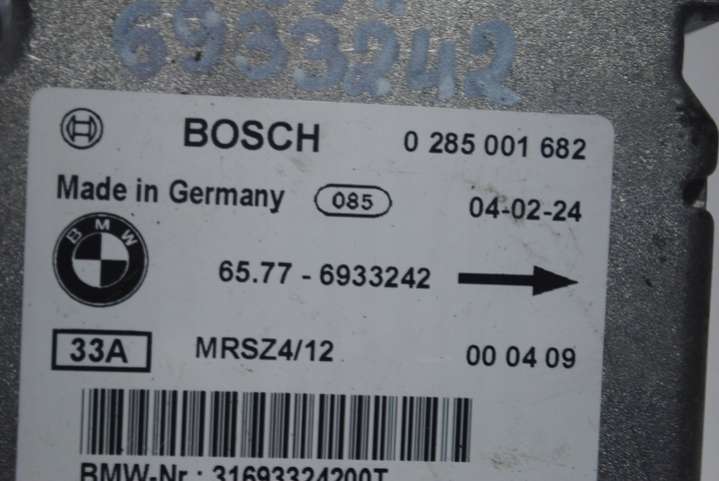 6933242
BOSCH 0 285 001 682
Made in Germany 085 04-02-24
BMW
65.77 - 6933242
33A MRSZ4/12 00 04 09
BMW-Nr.: 31693324200T